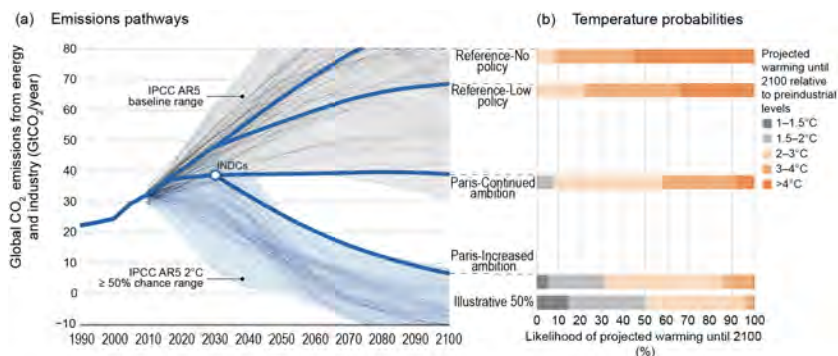 (a) Emissions pathways
(b) Temperature probabilities
Global CO2 emissions from energy
and industry (GtCO2/year)
80
70
60
50
40
30
20
10
0
−10
1990 2000 2010 2020 2030 2040 2050 2060 2070 2080 2090 2100
IPCC AR5
baseline range
INDCs
IPCC AR5 2°C
≥ 50% chance range
Reference-No
policy
Reference-Low
policy
Paris-Continued
ambition
Paris-Increased
ambition
Illustrative 50%
0 10 20 30 40 50 60 70 80 90 100
Likelihood of projected warming until 2100
(%)
Projected
warming until
2100 relative
to preindustrial
levels
1–1.5°C
1.5–2°C
2–3°C
3–4°C
>4°C